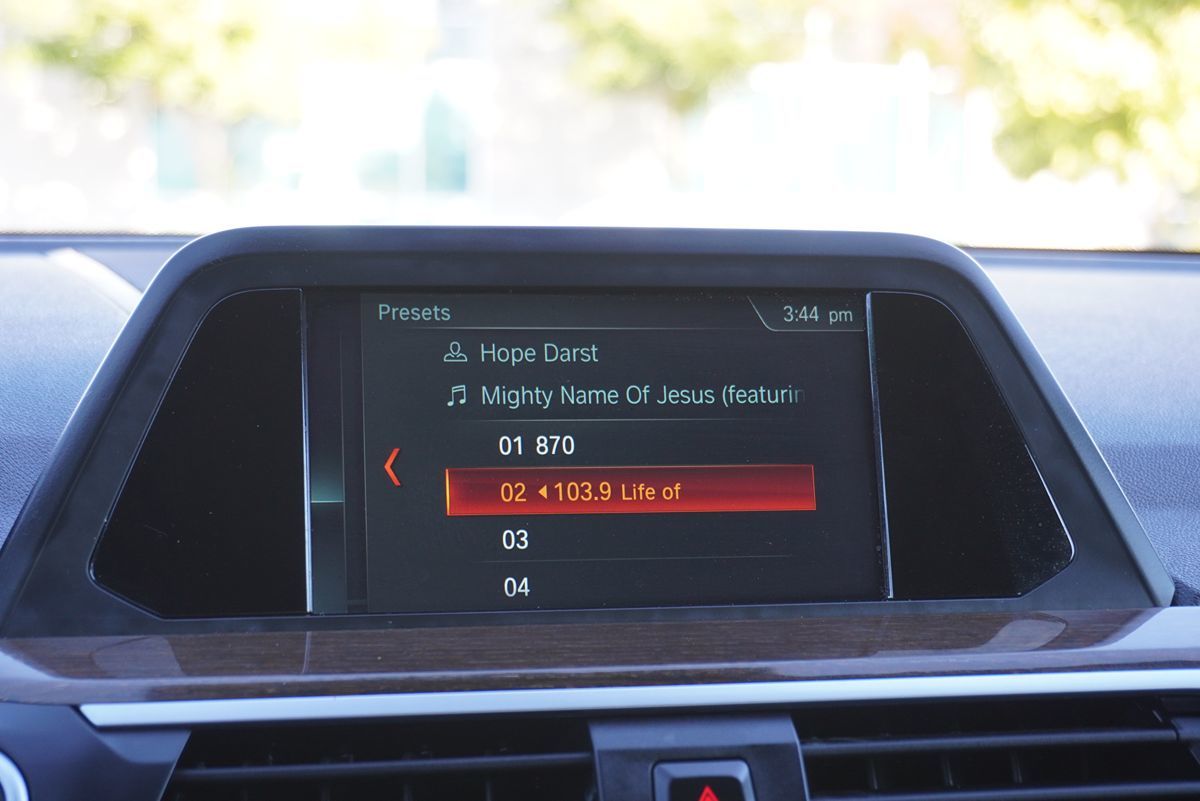 Presets
3:44 pm
Hope Darst
Mighty Name Of Jesus (featurin
01 870
02 103.9 Life of
03
04